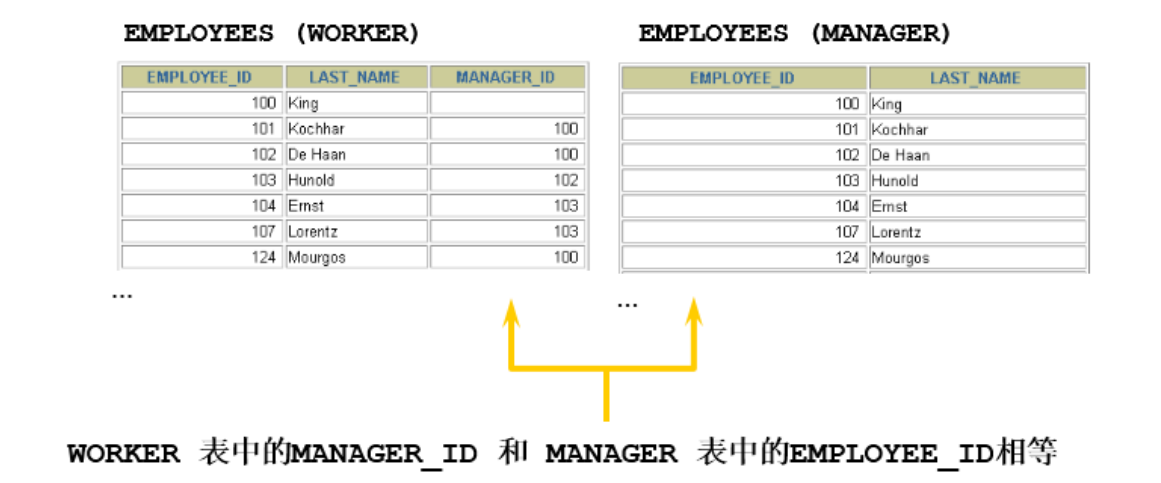 EMPLOYEES (WORKER)
EMPLOYEE_ID LAST_NAME MANAGER_ID
100 King
101 Kochhar 100
102 De Haan 100
103 Hunold 102
104 Ernst 103
107 Lorentz 103
124 Mourgos 100
...
EMPLOYEES (MANAGER)
EMPLOYEE_ID LAST_NAME
100 King
101 Kochhar
102 De Haan
103 Hunold
104 Ernst
107 Lorentz
124 Mourgos
...
WORKER 表中的MANAGER_ID 和 MANAGER 表中的EMPLOYEE_ID相等